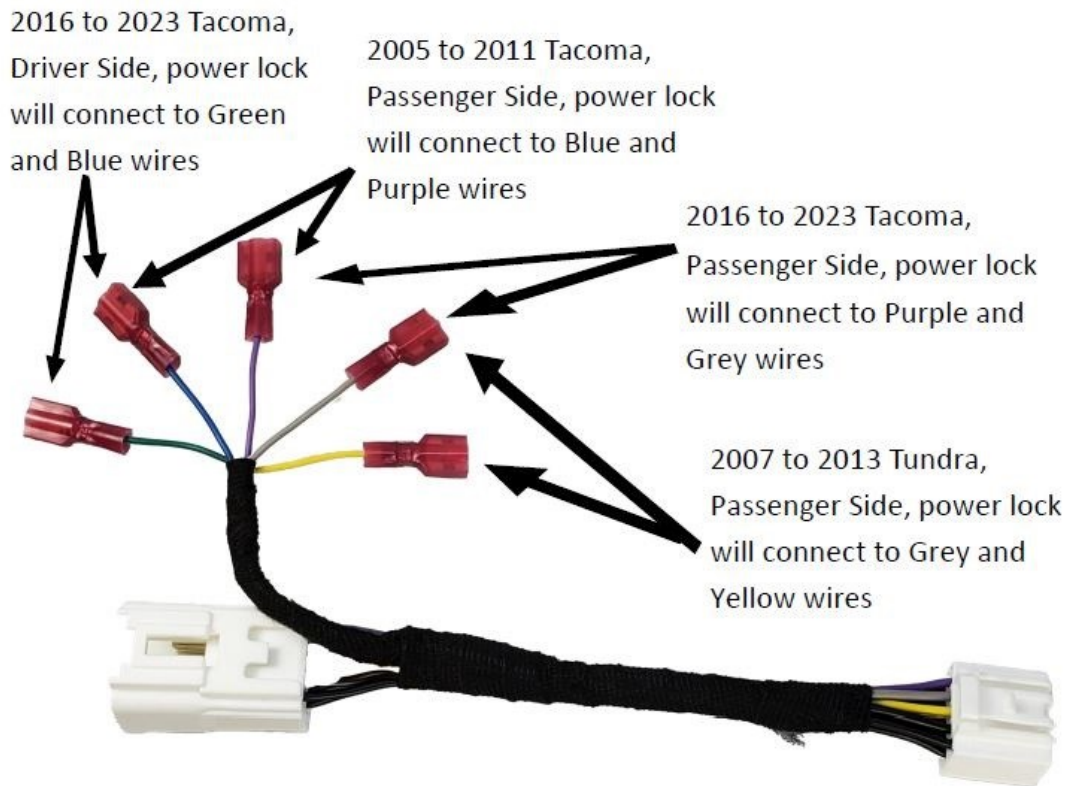 2016 to 2023 Tacoma,
Driver Side, power lock
will connect to Green
and Blue wires
2005 to 2011 Tacoma,
Passenger Side, power lock
will connect to Blue and
Purple wires
2016 to 2023 Tacoma,
Passenger Side, power lock
will connect to Purple and
Grey wires
2007 to 2013 Tundra,
Passenger Side, power lock
will connect to Grey and
Yellow wires